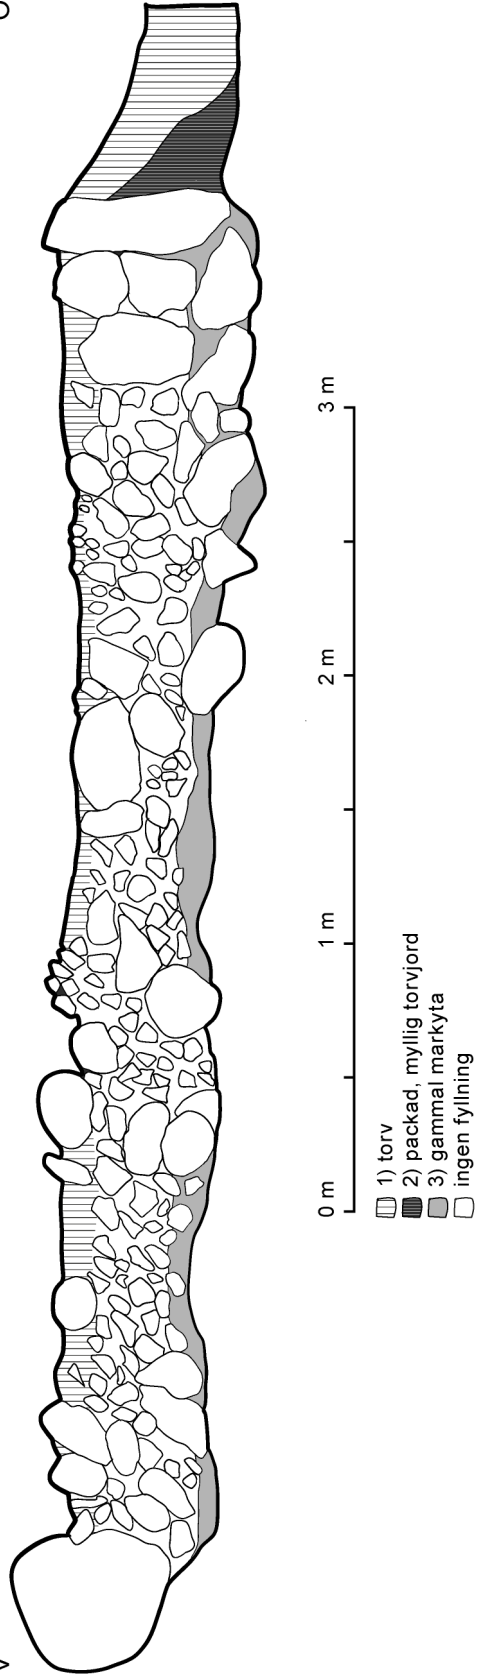 V
Ö
0 m
1 m
2 m
3 m
1) torv
2) packad, myllig torvjord
3) gammal markyta
ingen fyllning